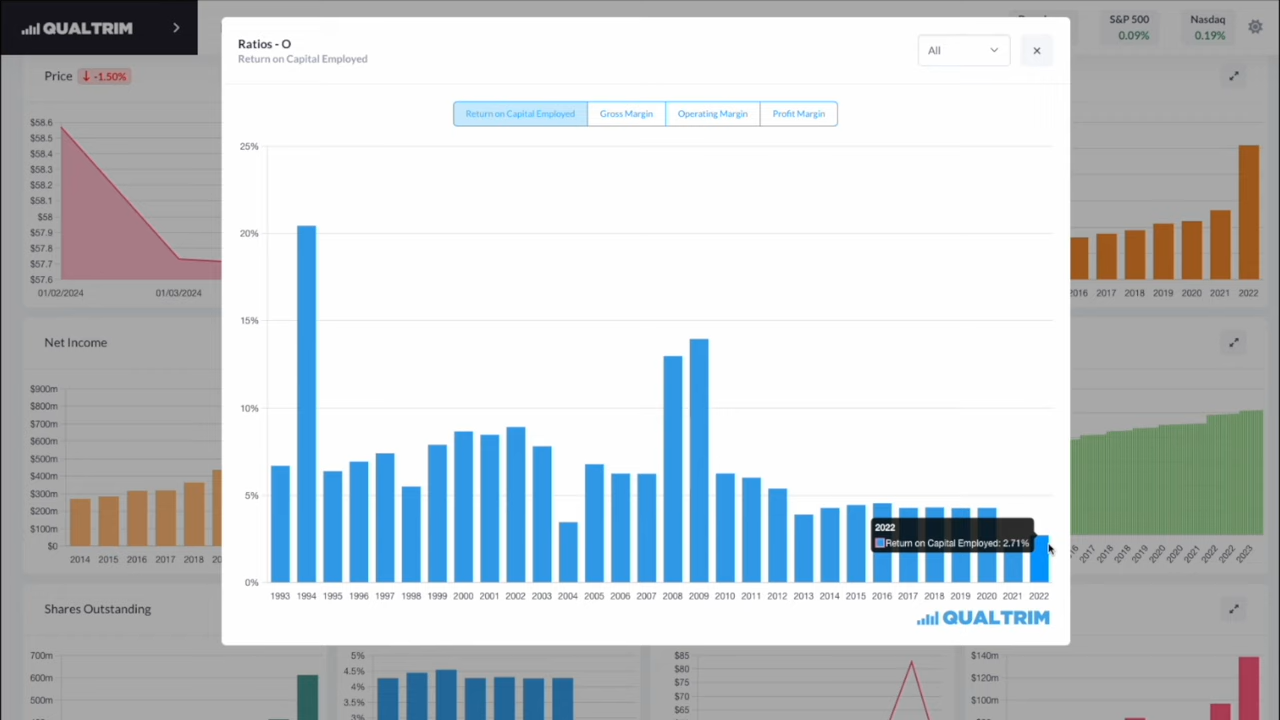 QUALTRIM
S&P 500
0.09%
Nasdaq
0.19%
Price -1.50%
$58.6
$58.5
$58.4
$58.3
$58.2
$58.1
$58
$57.9
$57.8
$57.7
$57.6
01/02/2024 01/03/2024
Ratios - O
Return on Capital Employed
All
Return on Capital Employed Gross Margin Operating Margin Profit Margin
25%
20%
15%
10%
5%
0%
2022
Return on Capital Employed: 2.71%
1993 1994 1995 1996 1997 1998 1999 2000 2001 2002 2003 2004 2005 2006 2007 2008 2009 2010 2011 2012 2013 2014 2015 2016 2017 2018 2019 2020 2021 2022
QUALTRIM
2016 2017 2018 2019 2020 2021 2022
Net Income
$900m
$800m
$700m
$600m
$500m
$400m
$300m
$200m
$100m
$0
2014 2015 2016 2017 2018
2017 2018 2019 2020 2021 2022 2022 2023
Shares Outstanding
700m
600m
500m
5%
4.5%
4%
3.5%
3%
$85
$80
$75
$70
$65
$140m
$120m
$100m